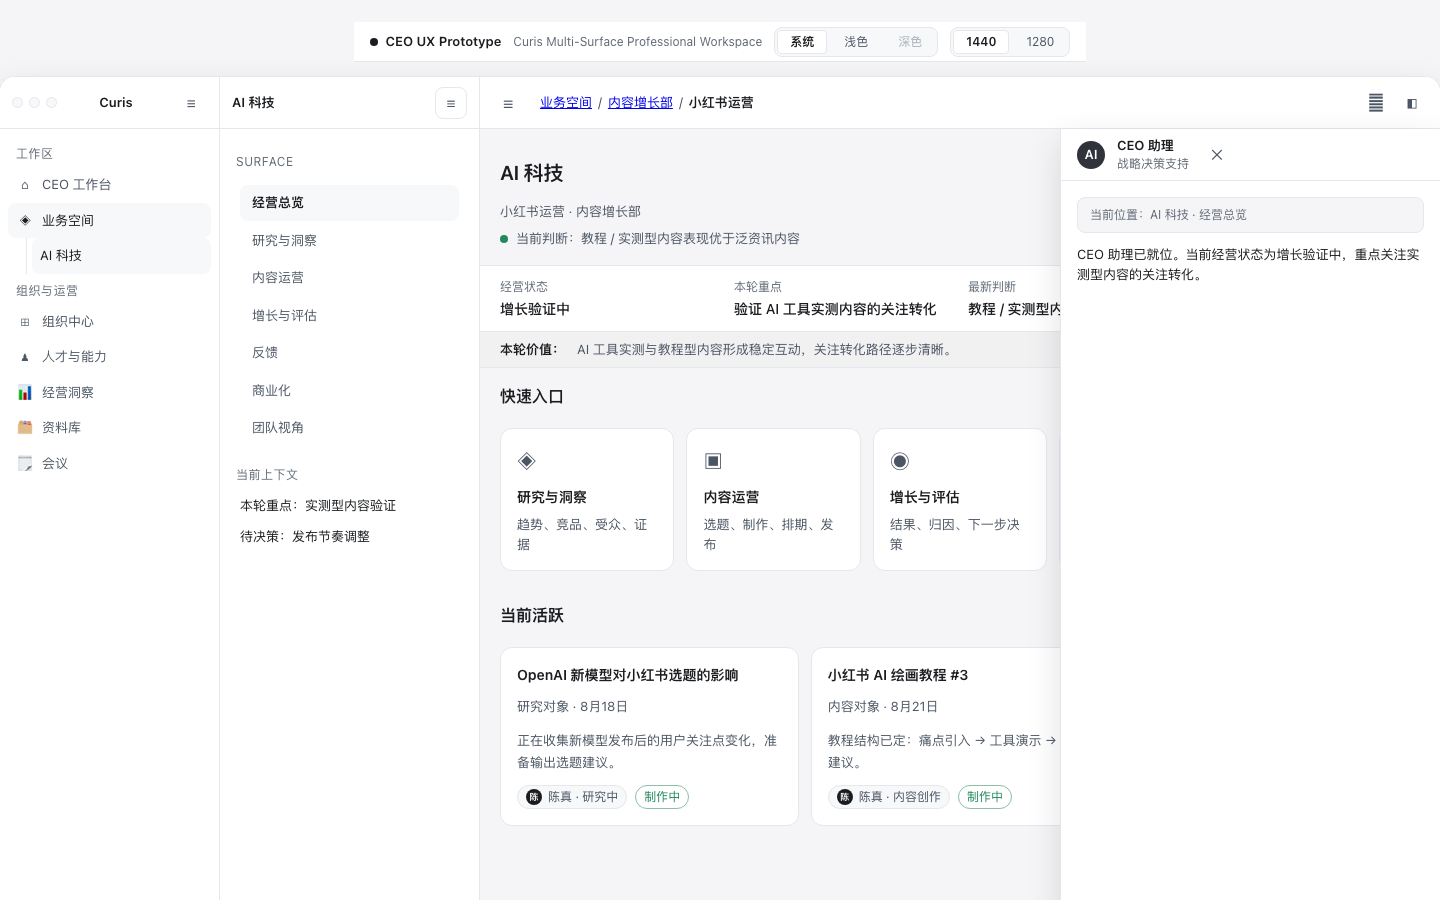 CEO UX Prototype Curis Multi-Surface Professional Workspace 系统 浅色 深色 1440 1280
Curis
工作区
CEO 工作台
业务空间
AI 科技
组织与运营
组织中心
人才与能力
经营洞察
资料库
会议
AI 科技
SURFACE
经营总览
研究与洞察
内容运营
增长与评估
反馈
商业化
团队视角
当前上下文
本轮重点：实测型内容验证
待决策：发布节奏调整
业务空间 / 内容增长部 / 小红书运营
AI 科技
小红书运营 · 内容增长部
当前判断：教程 / 实测型内容表现优于泛资讯内容
经营状态
增长验证中
本轮重点
验证 AI 工具实测内容的关注转化
最新判断
教程 / 实测型内
本轮价值： AI 工具实测与教程型内容形成稳定互动，关注转化路径逐步清晰。
快速入口
研究与洞察
趋势、竞品、受众、证
据
内容运营
选题、制作、排期、发
布
增长与评估
结果、归因、下一步决
策
当前活跃
OpenAI 新模型对小红书选题的影响
研究对象 · 8月18日
正在收集新模型发布后的用户关注点变化，准
备输出选题建议。
陈 陈真 · 研究中 制作中
小红书 AI 绘画教程 #3
内容对象 · 8月21日
教程结构已定：痛点引入 → 工具演示 →
建议。
陈 陈真 · 内容创作 制作中
AI CEO 助理
战略决策支持
当前位置：AI 科技 · 经营总览
CEO 助理已就位。当前经营状态为增长验证中，重点关注实
测型内容的关注转化。